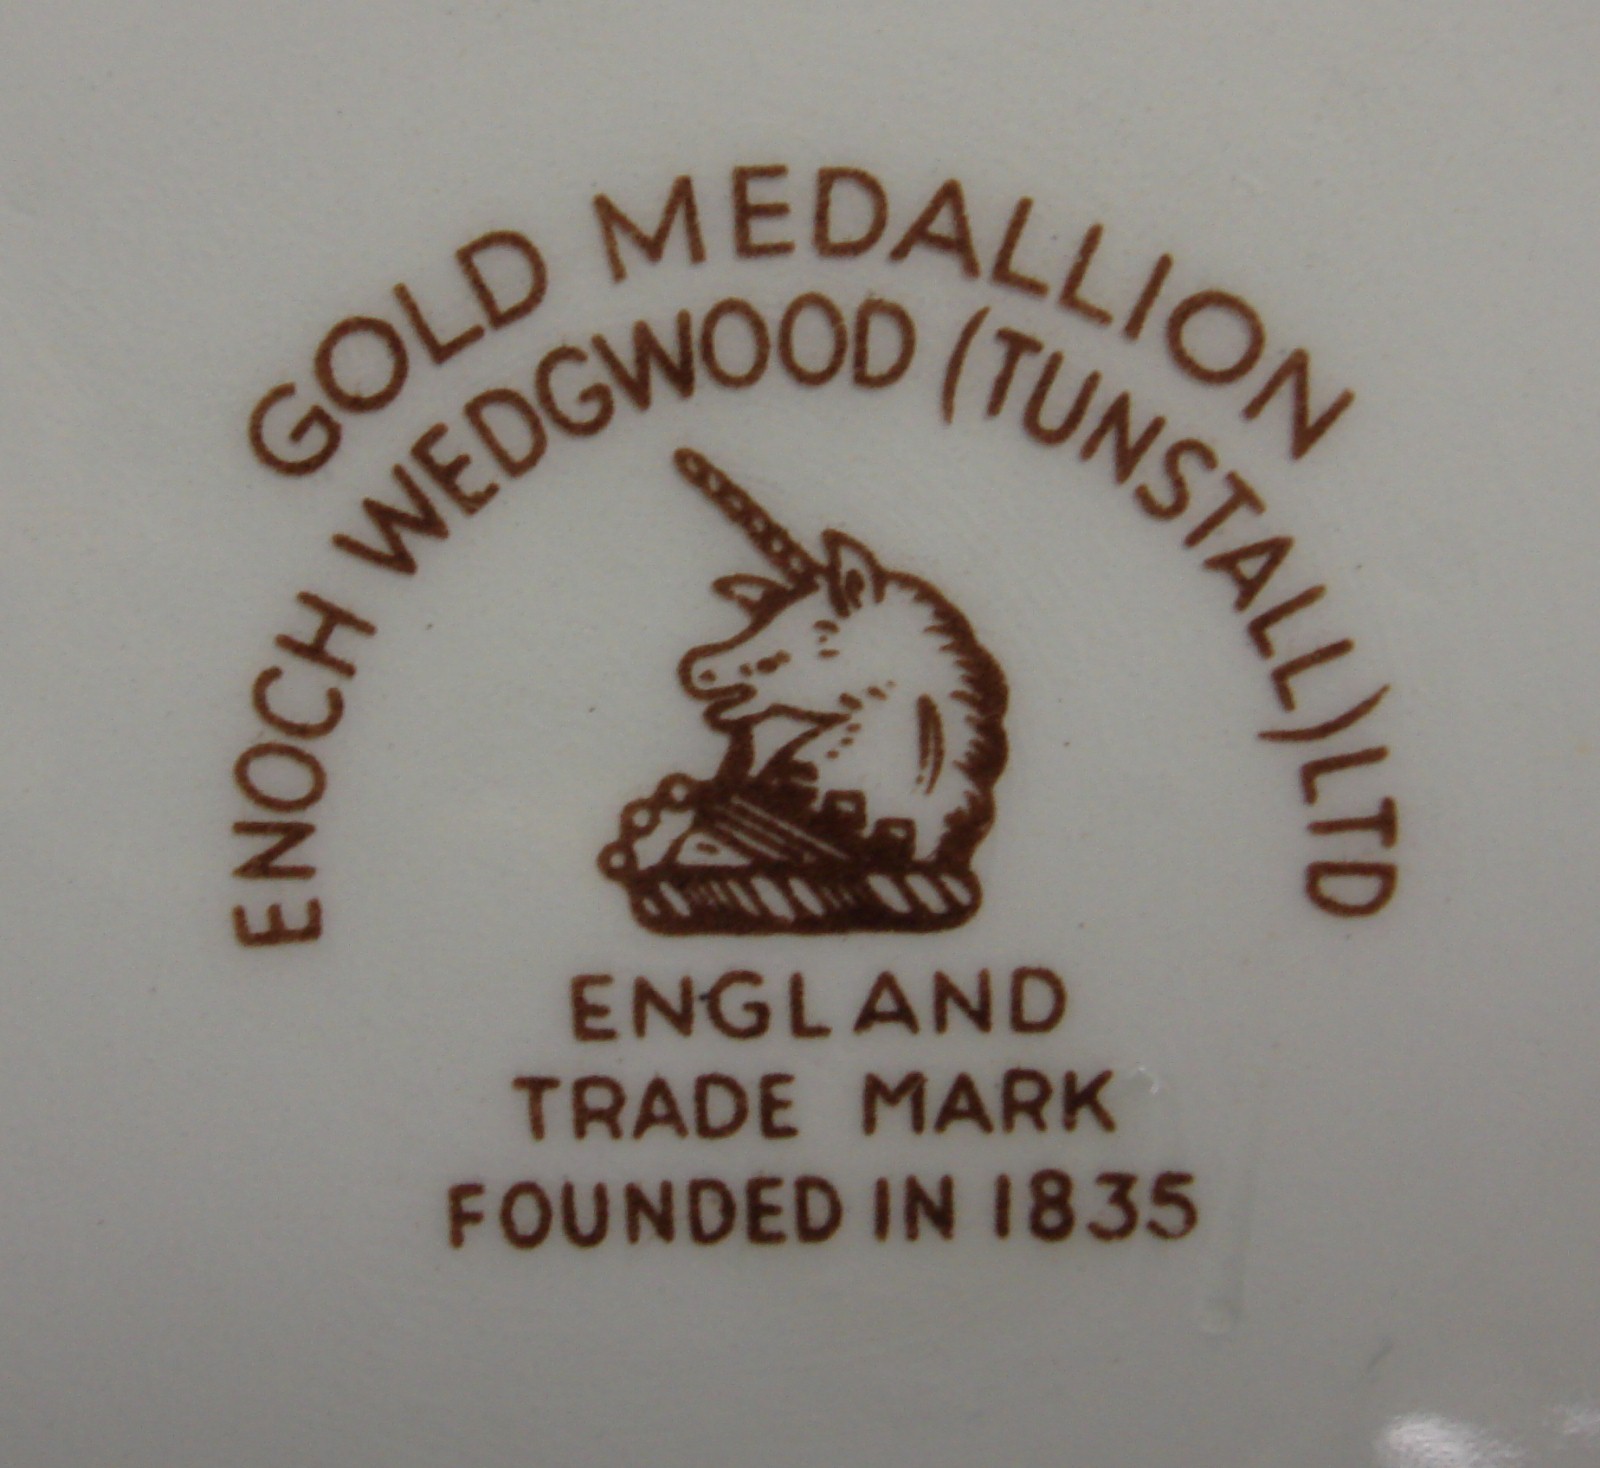 GOLD MEDALLION
ENOCH WEDGWOOD (TUNSTALL) LTD
ENGLAND
TRADE MARK
FOUNDED IN 1835